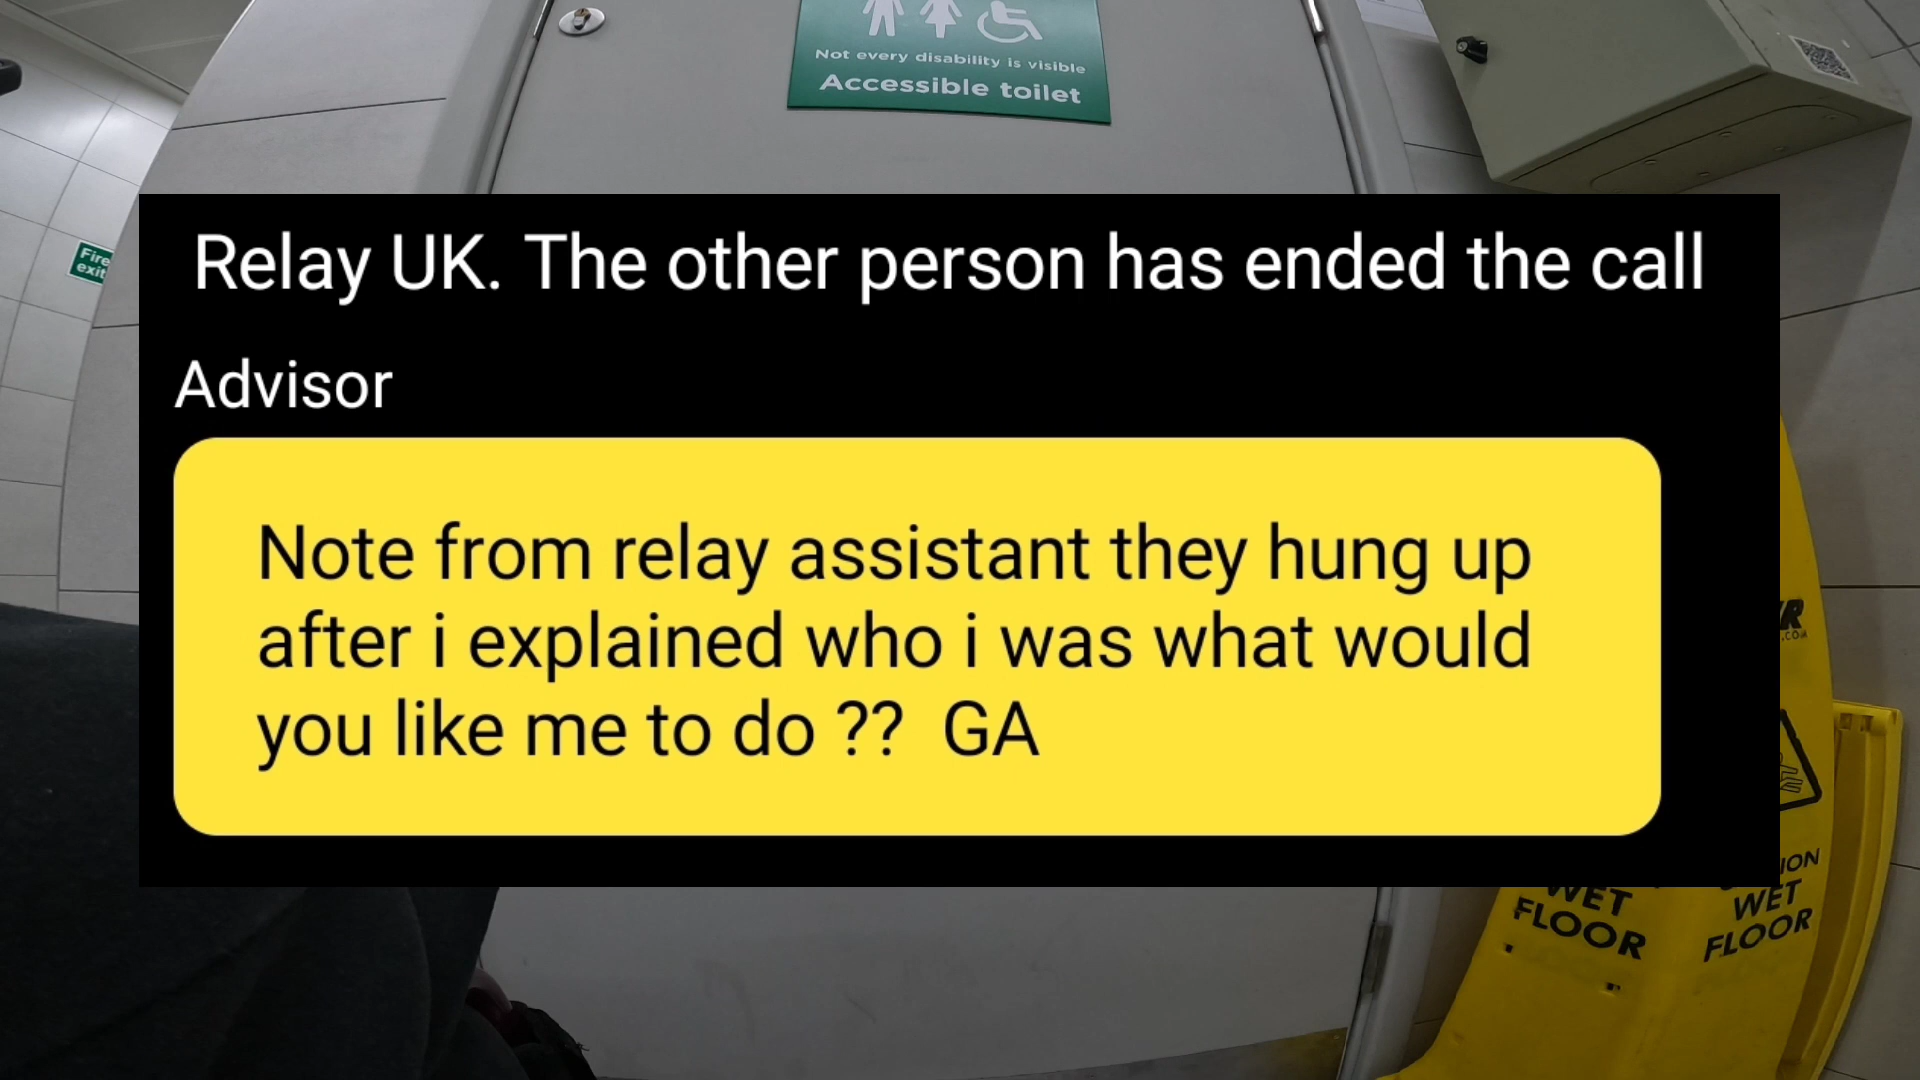 Not every disability is visible
Accessible toilet
Fire
exit
Relay UK. The other person has ended the call
Advisor
Note from relay assistant they hung up
after i explained who i was what would
you like me to do ?? GA
WET
FLOOR
WET
FLOOR